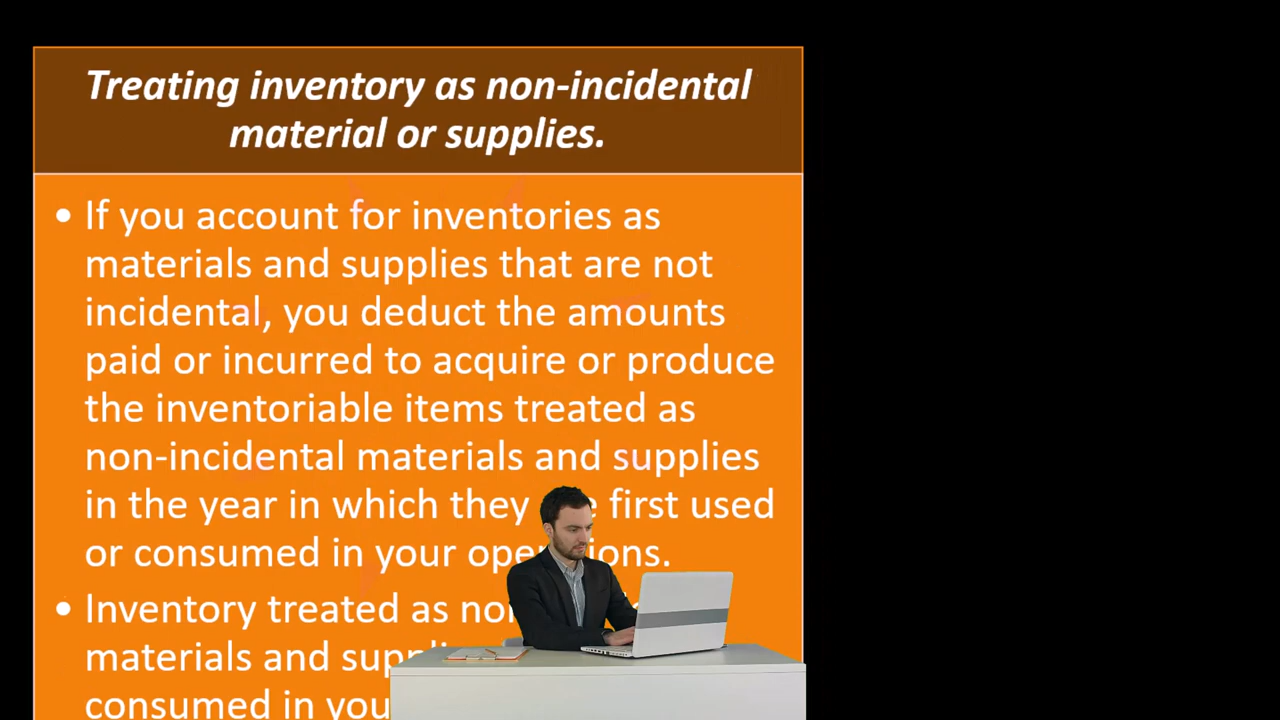 Treating inventory as non-incidental
material or supplies.
• If you account for inventories as
materials and supplies that are not
incidental, you deduct the amounts
paid or incurred to acquire or produce
the inventoriable items treated as
non-incidental materials and supplies
in the year in which they first used
or consumed in your operations.
• Inventory treated as
materials and
consumed in you